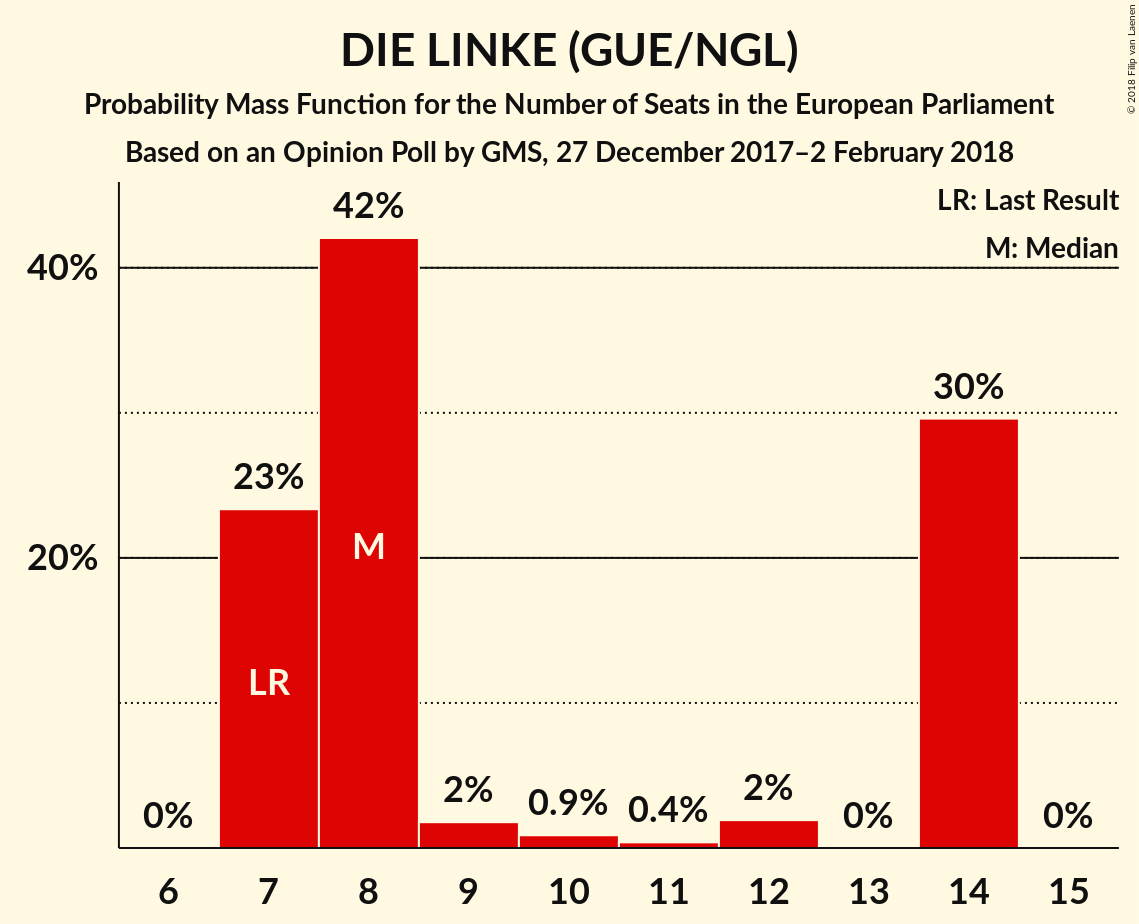 DIE LINKE (GUE/NGL)
Probability Mass Function for the Number of Seats in the European Parliament
Based on an Opinion Poll by GMS, 27 December 2017–2 February 2018
© 2018 Filip van Laenen
LR: Last Result
M: Median
40%
20%
0%
23%
42%
2%
0.9%
0.4%
2%
0%
30%
0%
LR
M
6 7 8 9 10 11 12 13 14 15